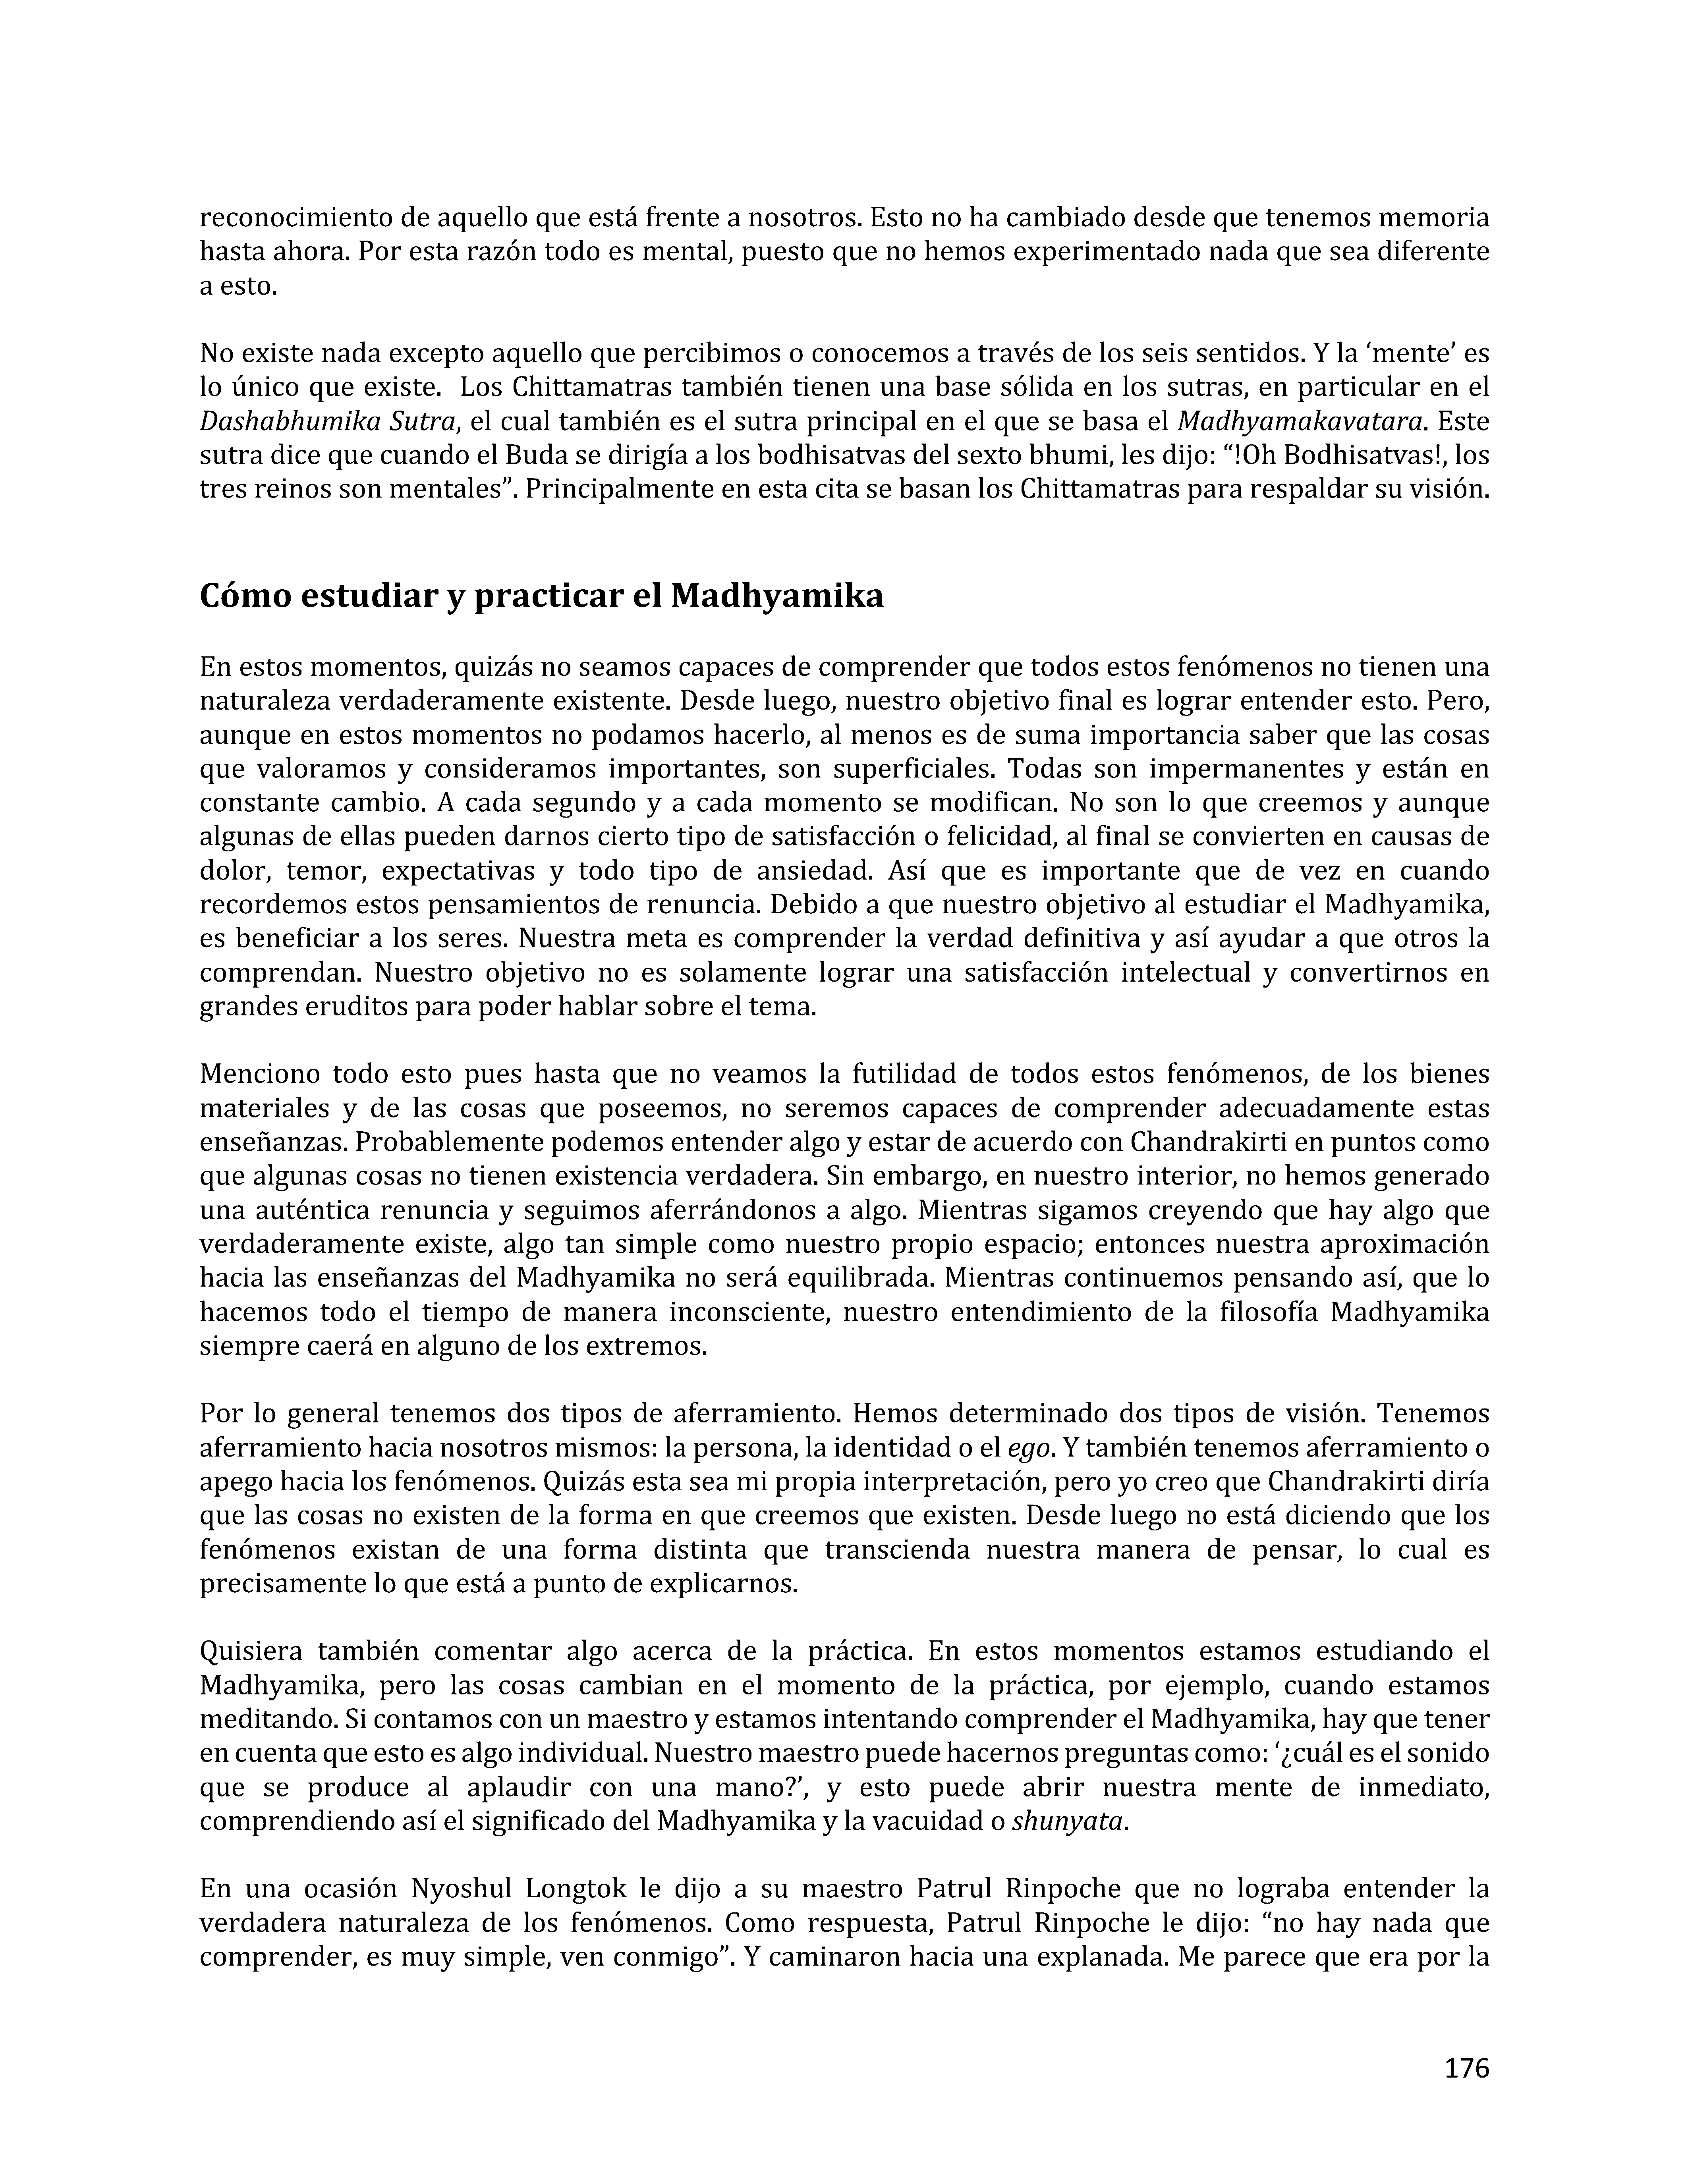 reconocimiento de aquello que está frente a nosotros. Esto no ha cambiado desde que tenemos memoria
hasta ahora. Por esta razón todo es mental, puesto que no hemos experimentado nada que sea diferente
a esto.
No existe nada excepto aquello que percibimos o conocemos a través de los seis sentidos. Y la ‘mente’ es
lo único que existe.  Los Chittamatras también tienen una base sólida en los sutras, en particular en el
Dashabhumika Sutra, el cual también es el sutra principal en el que se basa el Madhyamakavatara. Este
sutra dice que cuando el Buda se dirigía a los bodhisatvas del sexto bhumi, les dijo: “!Oh Bodhisatvas!, los
tres reinos son mentales”. Principalmente en esta cita se basan los Chittamatras para respaldar su visión.
Cómo estudiar y practicar el Madhyamika
En estos momentos, quizás no seamos capaces de comprender que todos estos fenómenos no tienen una
naturaleza verdaderamente existente. Desde luego, nuestro objetivo final es lograr entender esto. Pero,
aunque en estos momentos no podamos hacerlo, al menos es de suma importancia saber que las cosas
que valoramos y consideramos importantes, son superficiales. Todas son impermanentes y están en
constante cambio. A cada segundo y a cada momento se modifican. No son lo que creemos y aunque
algunas de ellas pueden darnos cierto tipo de satisfacción o felicidad, al final se convierten en causas de
dolor, temor, expectativas y todo tipo de ansiedad. Así que es importante que de vez en cuando
recordemos estos pensamientos de renuncia. Debido a que nuestro objetivo al estudiar el Madhyamika,
es beneficiar a los seres. Nuestra meta es comprender la verdad definitiva y así ayudar a que otros la
comprendan. Nuestro objetivo no es solamente lograr una satisfacción intelectual y convertirnos en
grandes eruditos para poder hablar sobre el tema.
Menciono todo esto pues hasta que no veamos la futilidad de todos estos fenómenos, de los bienes
materiales y de las cosas que poseemos, no seremos capaces de comprender adecuadamente estas
enseñanzas. Probablemente podemos entender algo y estar de acuerdo con Chandrakirti en puntos como
que algunas cosas no tienen existencia verdadera. Sin embargo, en nuestro interior, no hemos generado
una auténtica renuncia y seguimos aferrándonos a algo. Mientras sigamos creyendo que hay algo que
verdaderamente existe, algo tan simple como nuestro propio espacio; entonces nuestra aproximación
hacia las enseñanzas del Madhyamika no será equilibrada. Mientras continuemos pensando así, que lo
hacemos todo el tiempo de manera inconsciente, nuestro entendimiento de la filosofía Madhyamika
siempre caerá en alguno de los extremos.
Por lo general tenemos dos tipos de aferramiento. Hemos determinado dos tipos de visión. Tenemos
aferramiento hacia nosotros mismos: la persona, la identidad o el ego. Y también tenemos aferramiento o
apego hacia los fenómenos. Quizás esta sea mi propia interpretación, pero yo creo que Chandrakirti diría
que las cosas no existen de la forma en que creemos que existen. Desde luego no está diciendo que los
fenómenos existan de una forma distinta que transcienda nuestra manera de pensar, lo cual es
precisamente lo que está a punto de explicarnos.
Quisiera también comentar algo acerca de la práctica. En estos momentos estamos estudiando el
Madhyamika, pero las cosas cambian en el momento de la práctica, por ejemplo, cuando estamos
meditando. Si contamos con un maestro y estamos intentando comprender el Madhyamika, hay que tener
en cuenta que esto es algo individual. Nuestro maestro puede hacernos preguntas como: ‘¿cuál es el sonido
que se produce al aplaudir con una mano?’, y esto puede abrir nuestra mente de inmediato,
comprendiendo así el significado del Madhyamika y la vacuidad o shunyata.
En una ocasión Nyoshul Longtok le dijo a su maestro Patrul Rinpoche que no lograba entender la
verdadera naturaleza de los fenómenos. Como respuesta, Patrul Rinpoche le dijo: “no hay nada que
comprender, es muy simple, ven conmigo”. Y caminaron hacia una explanada. Me parece que era por la
176